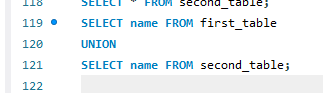 118 SELECT * FROM second_table;
119 SELECT name FROM first_table
120 UNION
121 SELECT name FROM second_table;
122